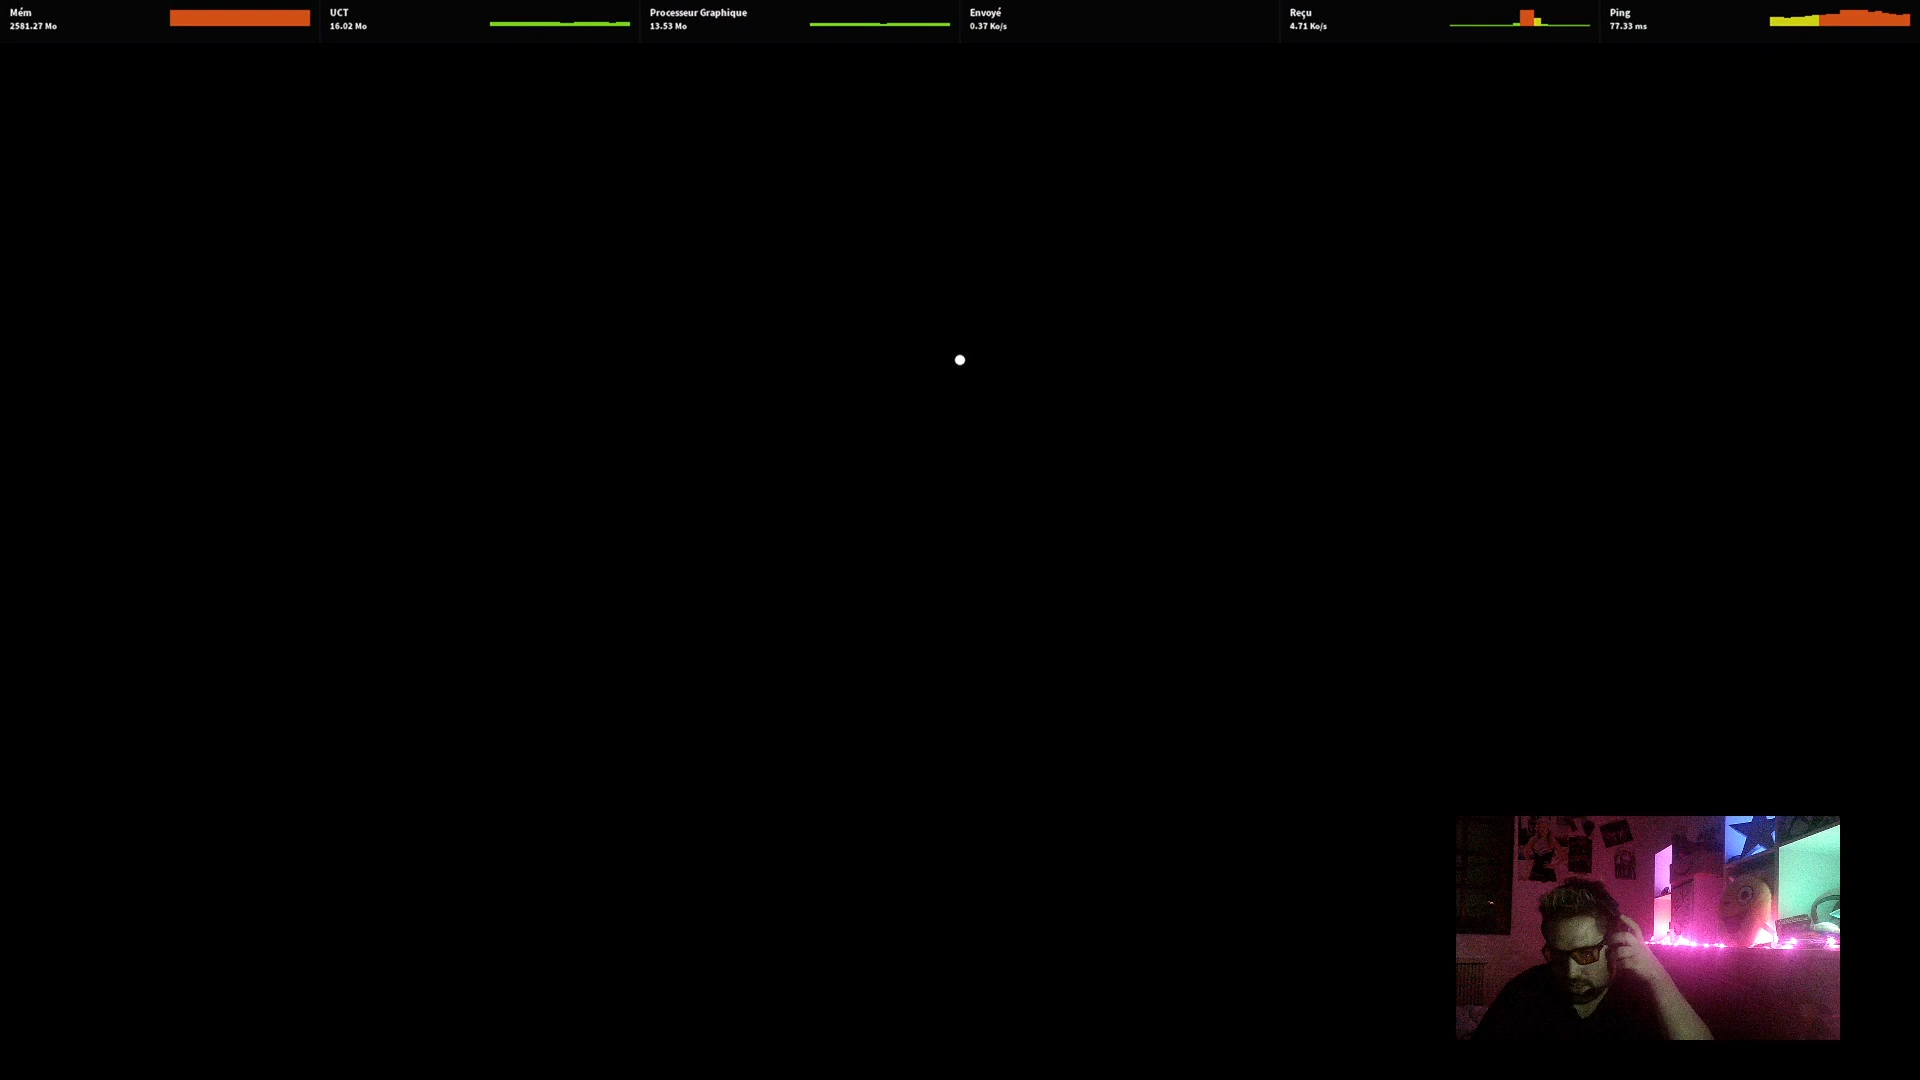 Mém
2581.27 Mo
UCT
16.02 Mo
Processeur Graphique
13.53 Mo
Envoyé
0.37 Ko/s
Reçu
4.71 Ko/s
Ping
77.33 ms